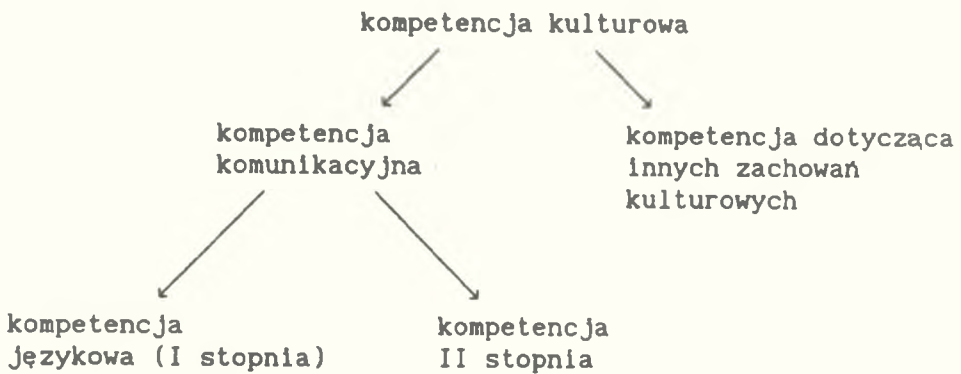 kompetencja kulturowa
kompetencja
komunikacyjna
kompetencja dotycząca
innych zachowań
kulturowych
kompetencja
językowa (I stopnia)
kompetencja
II stopnia